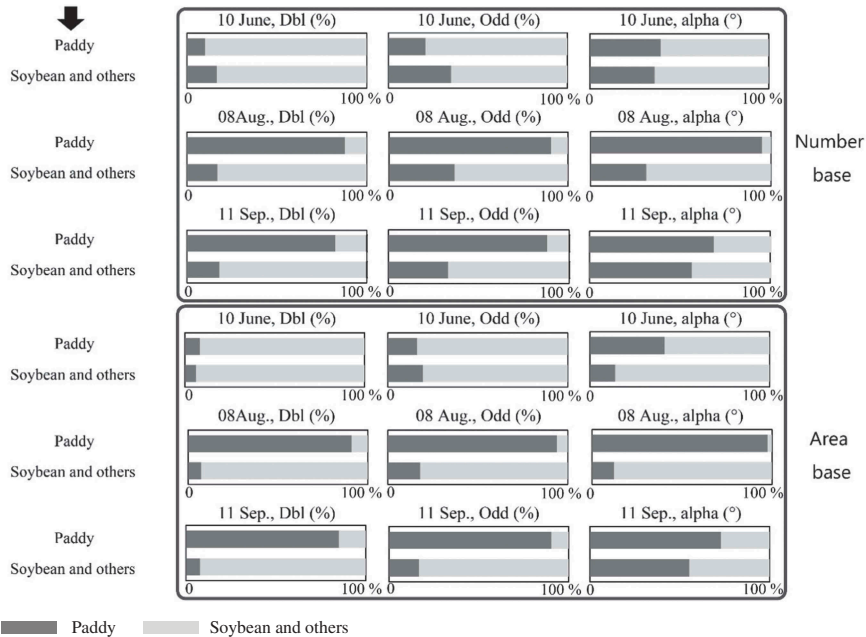 10 June, Dbl (%) 10 June, Odd (%) 10 June, alpha (°)
Paddy
Soybean and others
0 100 % 0 100 % 0 100 %
08Aug., Dbl (%) 08 Aug., Odd (%) 08 Aug., alpha (°)
Paddy
Soybean and others
0 100 % 0 100 % 0 100 %
Number
base
11 Sep., Dbl (%) 11 Sep., Odd (%) 11 Sep., alpha (°)
Paddy
Soybean and others
0 100 % 0 100 % 0 100 %
10 June, Dbl (%) 10 June, Odd (%) 10 June, alpha (°)
Paddy
Soybean and others
0 100 % 0 100 % 0 100 %
08Aug., Dbl (%) 08 Aug., Odd (%) 08 Aug., alpha (°)
Paddy
Soybean and others
0 100 % 0 100 % 0 100 %
Area
base
11 Sep., Dbl (%) 11 Sep., Odd (%) 11 Sep., alpha (°)
Paddy
Soybean and others
0 100 % 0 100 % 0 100 %
Paddy Soybean and others